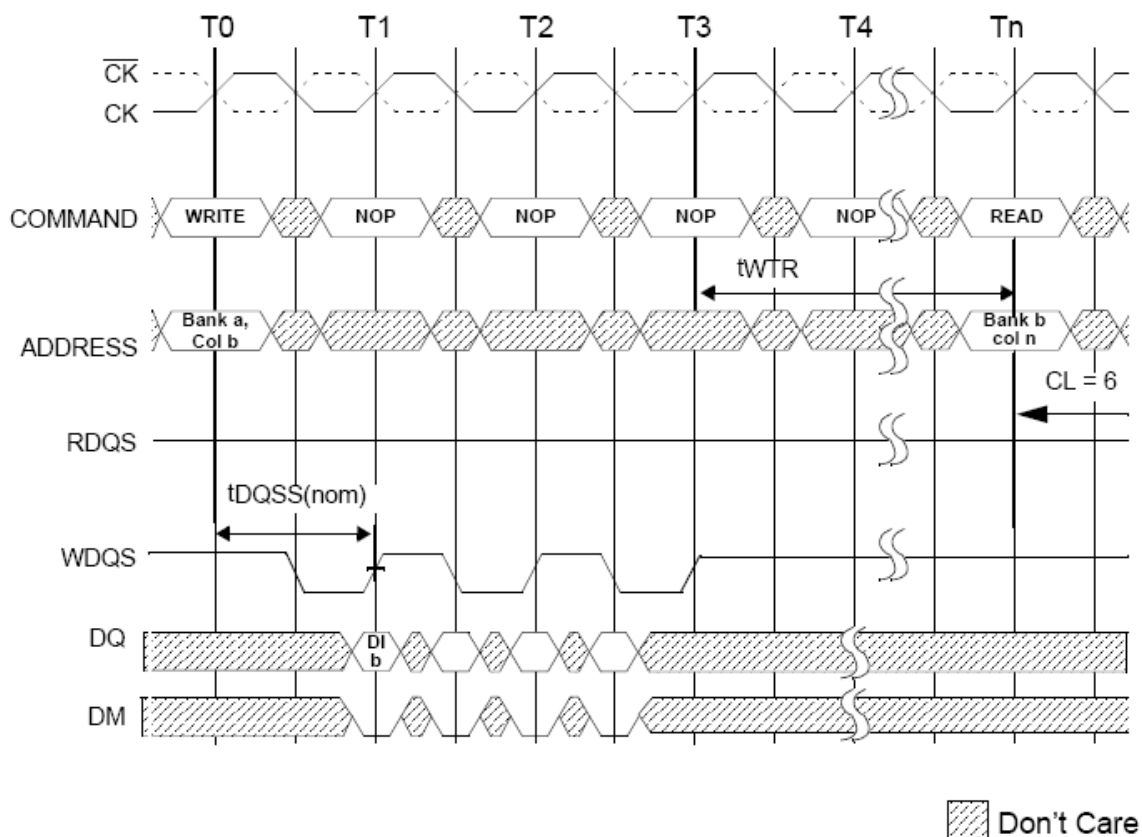 T0 T1 T2 T3 T4 Tn
CK
CK
COMMAND WRITE NOP NOP NOP NOP READ
tWTR
ADDRESS Bank a, Col b Bank b col n
CL = 6
RDQS
tDQSS(nom)
WDQS
DQ DI b
DM
Don't Care